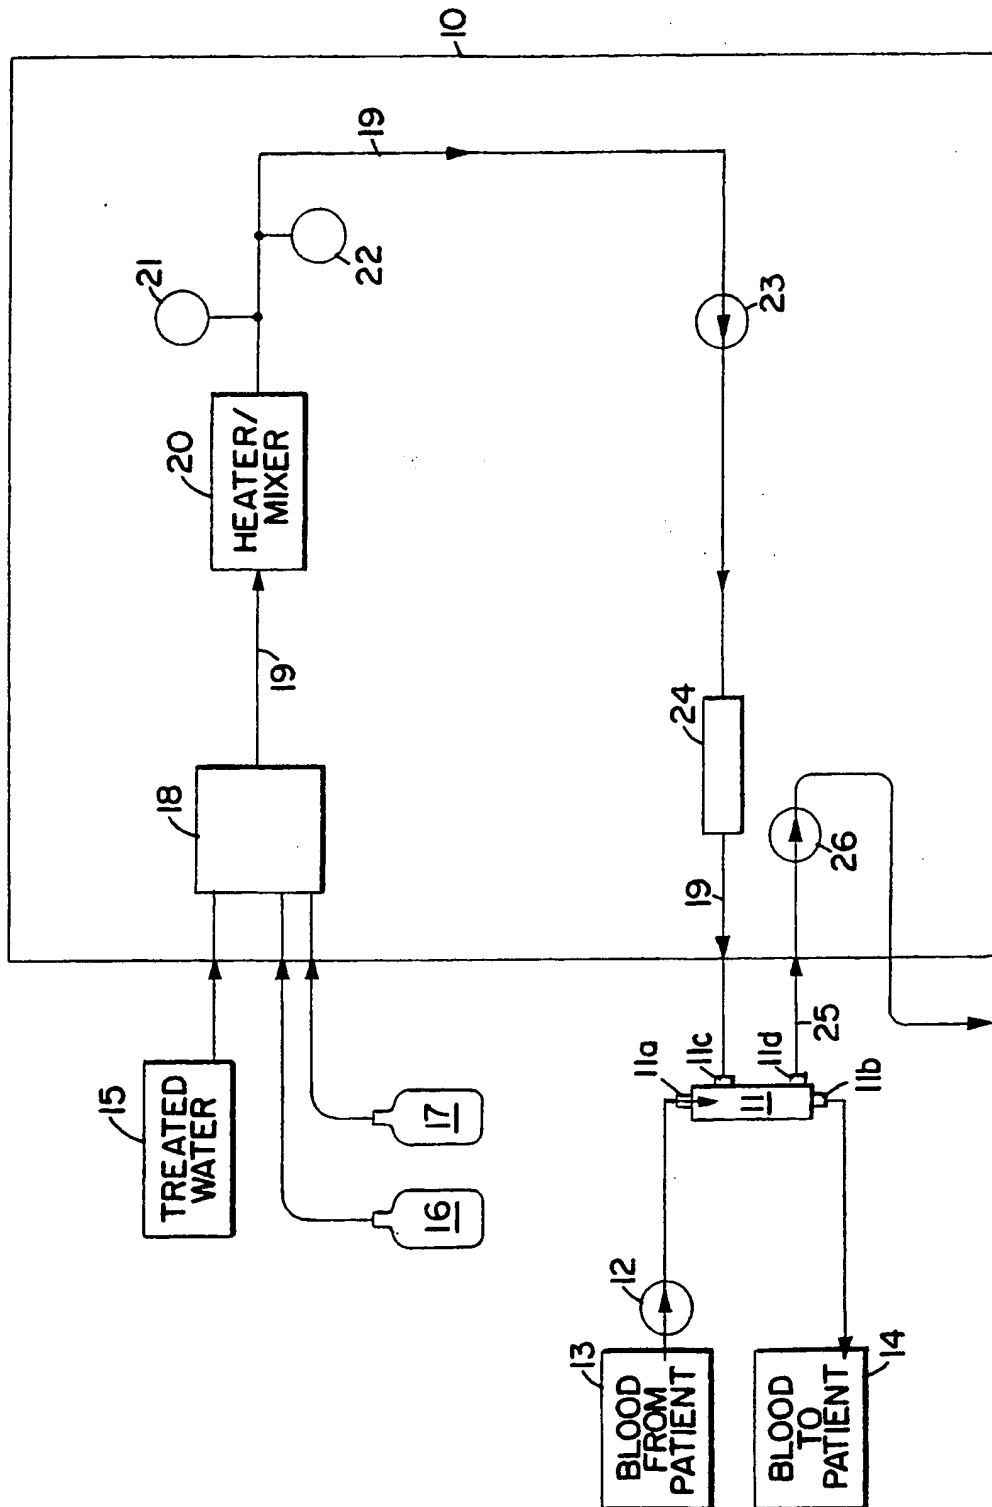 10
19
21
22
23
20
HEATER/
MIXER
19
18
24
26
19
25
11a
11c
11d
11b
11
15
TREATED
WATER
17
16
12
13
BLOOD
FROM
PATIENT
14
BLOOD
TO
PATIENT